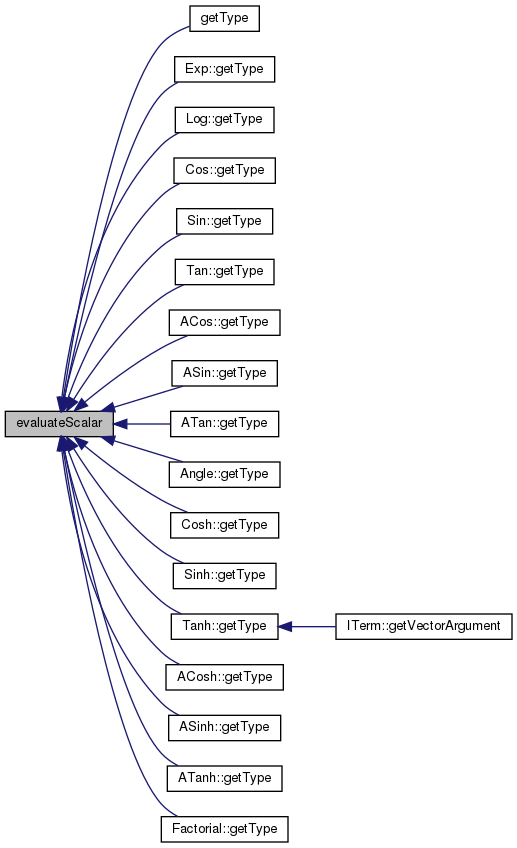 getType
Exp::getType
Log::getType
Cos::getType
Sin::getType
Tan::getType
ACos::getType
ASin::getType
evaluateScalar
ATan::getType
Angle::getType
Cosh::getType
Sinh::getType
Tanh::getType
ITerm::getVectorArgument
ACosh::getType
ASinh::getType
ATanh::getType
Factorial::getType